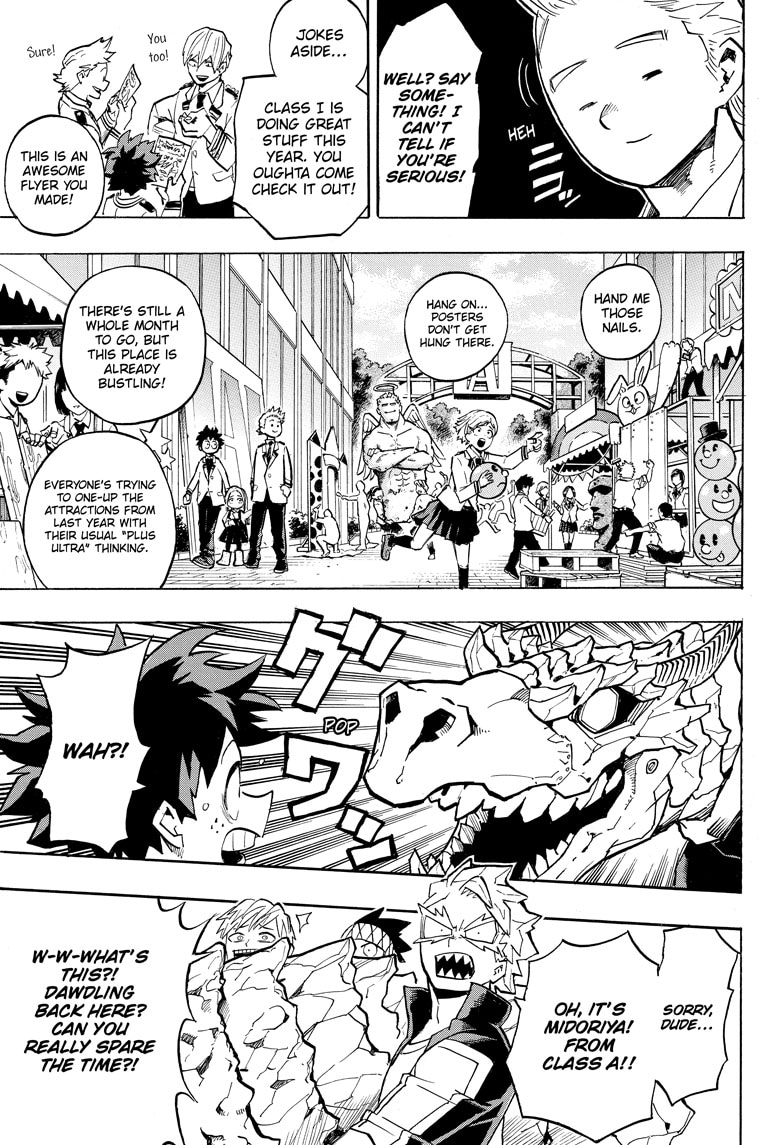 WELL? SAY
SOME-
THING! I
CAN'T
TELL IF
YOU'RE
SERIOUS!
HEH
JOKES
ASIDE...
CLASS I IS
DOING GREAT
STUFF THIS
YEAR. YOU
OUGHTA COME
CHECK IT OUT!
You
too!
Sure!
THIS IS AN
AWESOME
FLYER YOU
MADE!
HAND ME
THOSE
NAILS.
HANG ON...
POSTERS
DON'T GET
HUNG THERE.
THERE'S STILL A
WHOLE MONTH
TO GO, BUT
THIS PLACE IS
ALREADY
BUSTLING!
EVERYONE'S TRYING
TO ONE-UP THE
ATTRACTIONS FROM
LAST YEAR WITH
THEIR USUAL "PLUS
ULTRA" THINKING.
グワッ
POP
WAH?!
SORRY,
DUDE...
OH, IT'S
MIDORIYA!
FROM
CLASS A!!
W-W-WHAT'S
THIS?!
DAWDLING
BACK HERE?
CAN YOU
REALLY SPARE
THE TIME?!